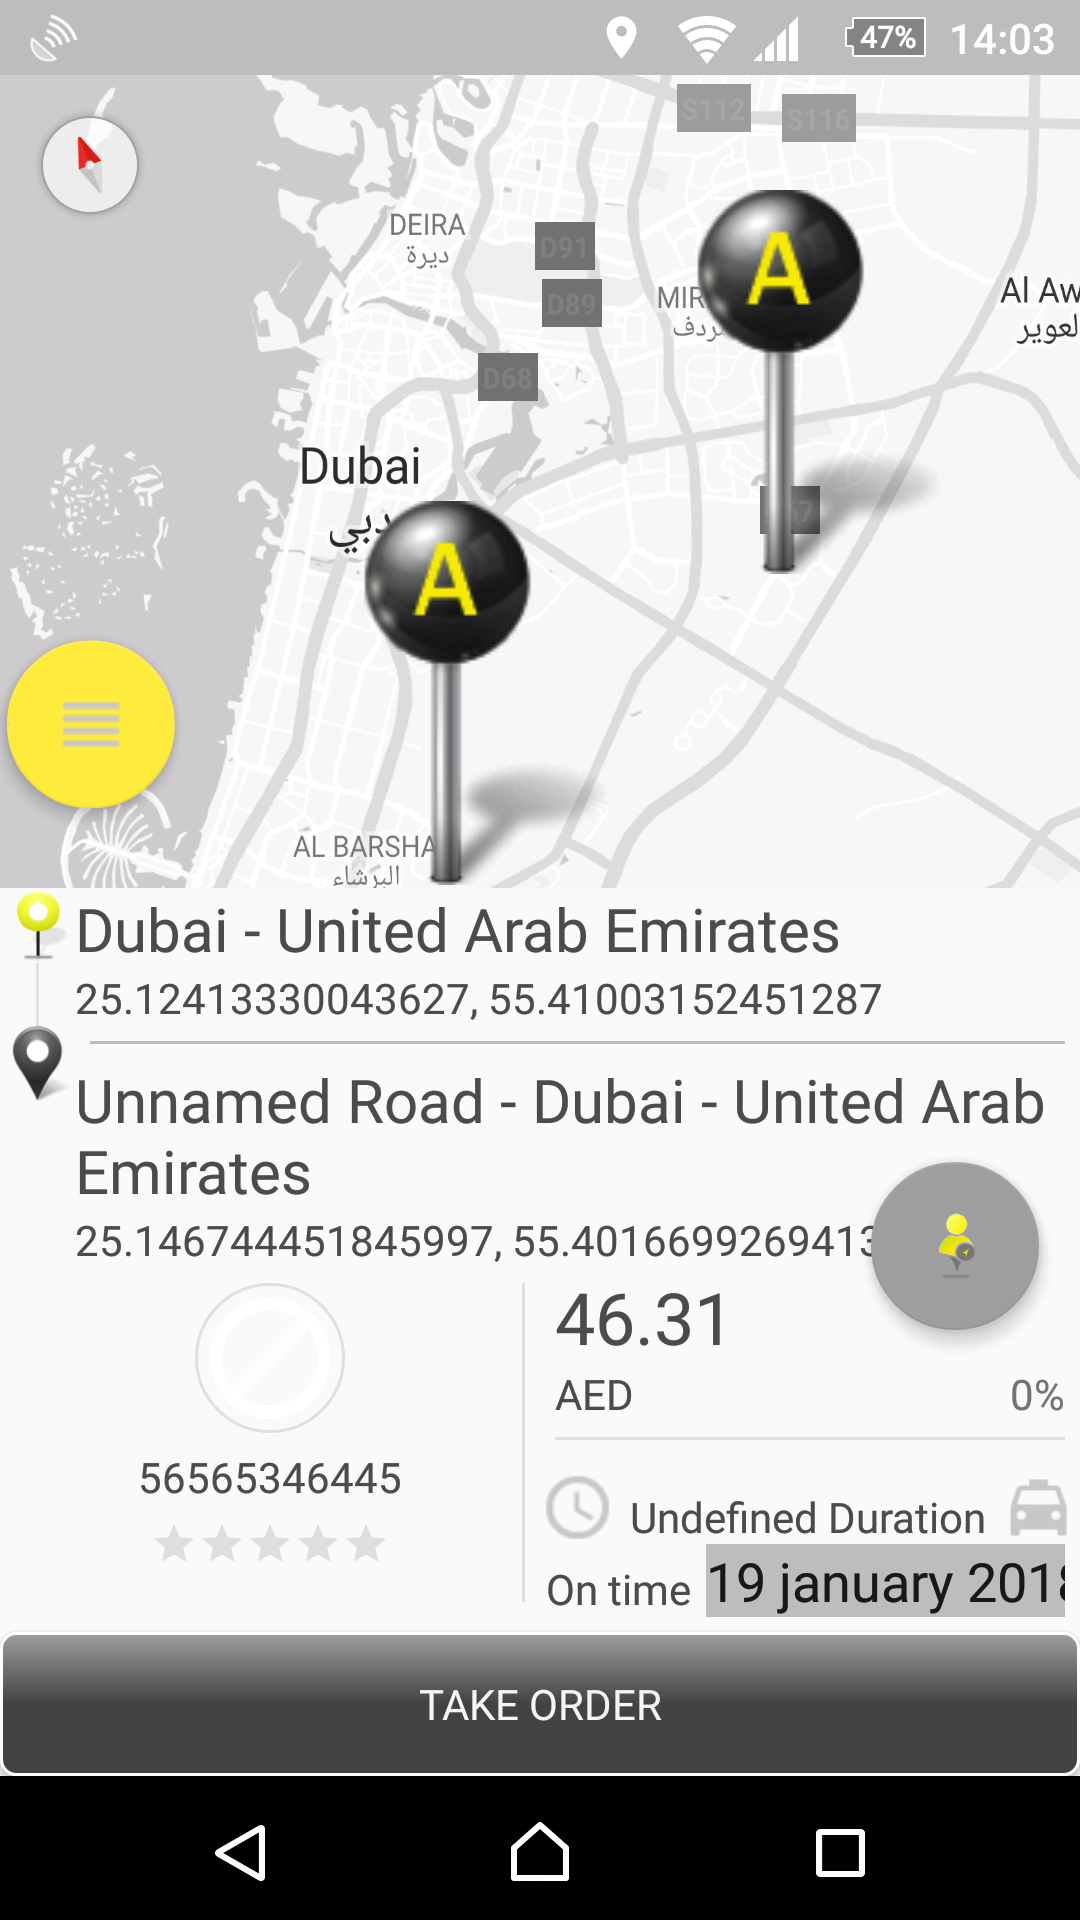 47% 14:03
S112
S116
DEIRA
ديرة
D91
D89
Al Aw
العوير
D68
A
Dubai
دبي
A
AL BARSHA
البرشاء
Dubai - United Arab Emirates
25.12413330043627, 55.41003152451287
Unnamed Road - Dubai - United Arab
Emirates
25.146744451845997, 55.4016699269413
46.31
AED 0%
56565346445
Undefined Duration
On time 19 january 2018
TAKE ORDER